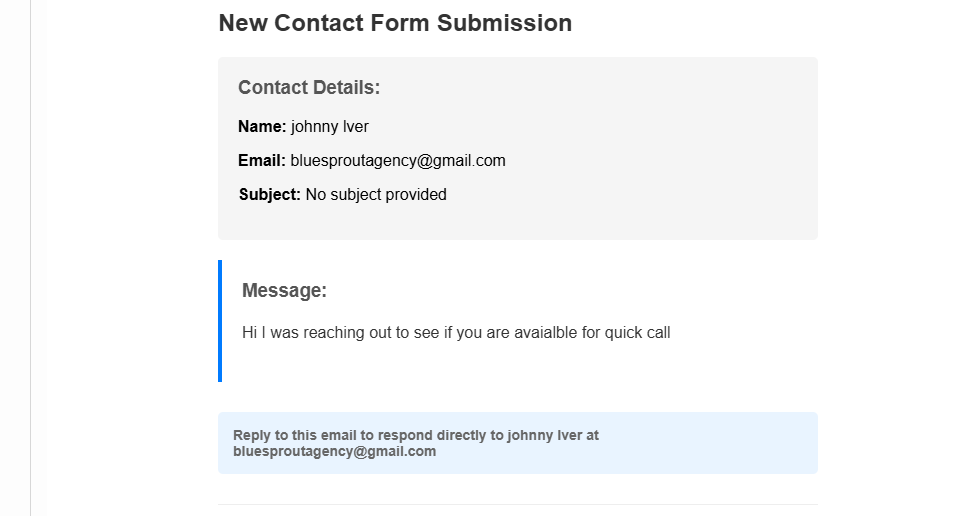 New Contact Form Submission
Contact Details:
Name: johnny Iver
Email: bluesproutagency@gmail.com
Subject: No subject provided
Message:
Hi I was reaching out to see if you are avaialble for quick call
Reply to this email to respond directly to johnny Iver at
bluesproutagency@gmail.com